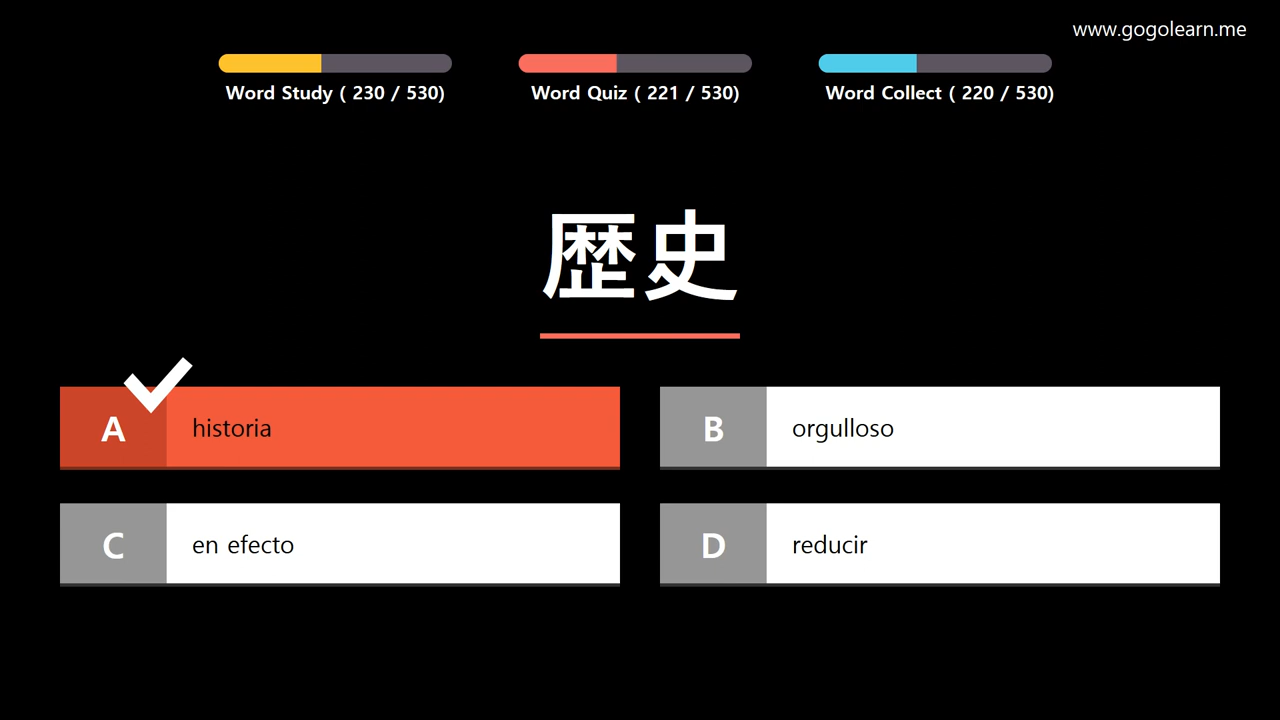 www.gogolearn.me
Word Study ( 230 / 530)
Word Quiz ( 221 / 530)
Word Collect ( 220 / 530)
歴史
A historia
B orgulloso
C en efecto
D reducir